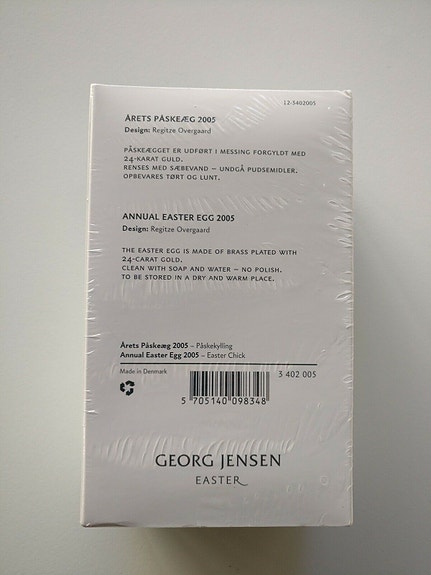 12-3402005
ÅRETS PÅSKEÆG 2005
Design: Regitze Overgaard
PÅSKEÆGGET ER UDFØRT I MESSING FORGYLDT MED
24-KARAT GULD.
RENSES MED SÆBEVAND – UNDGÅ PUDSEMIDLER.
OPBEVARES TØRT OG LUNT.
ANNUAL EASTER EGG 2005
Design: Regitze Overgaard
THE EASTER EGG IS MADE OF BRASS PLATED WITH
24-CARAT GOLD.
CLEAN WITH SOAP AND WATER – NO POLISH.
TO BE STORED IN A DRY AND WARM PLACE.
Årets Påskeæg 2005 – Påskekylling
Annual Easter Egg 2005 – Easter Chick
Made in Denmark
3 402 005
5 705140 098348
GEORG JENSEN
EASTER